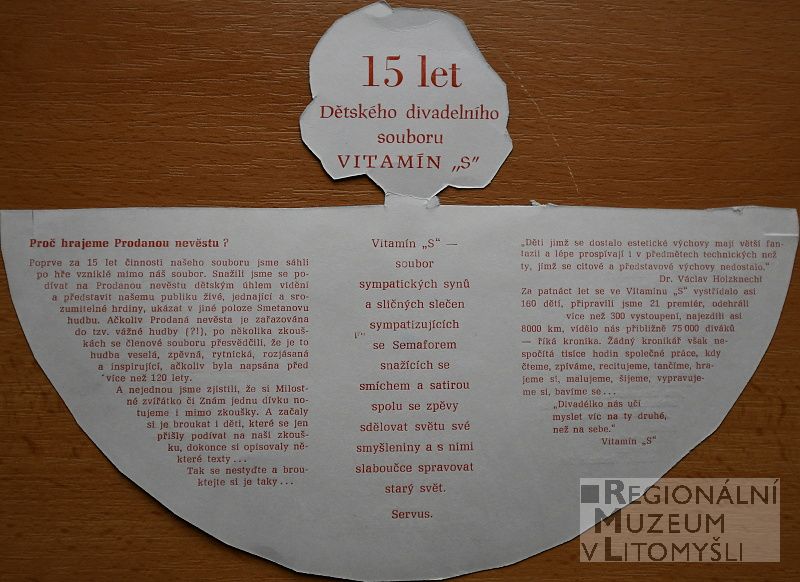 15 let
Dětského divadelního
souboru
VITAMÍN „S"
Proč hrajeme Prodanou nevěstu ?
Poprve za 15 let činnosti našeho souboru jsme sáhli
po hře vzniklé mimo náš soubor. Snažili jsme se po-
dívat na Prodanou nevěstu dětským úhlem vidění
a představit našemu publiku živé, jednající a sro-
zumitelné hrdiny, ukázat v jiné poloze Smetanovu
hudbu. Ačkoliv Prodaná nevěsta je zařazována
do tzv. vážné hudby (?!), po několika zkouš-
kách se členové souboru přesvědčili, že je to
hudba veselá, zpěvná, rytnická, rozjásaná
a inspirující, ačkoliv byla napsána před
více než 120 lety.
A nejednou jsme zjistili, že si Milost-
né zvířátko či Znám jednu dívku no-
tujeme i mimo zkoušky. A začaly
si je broukat i děti, které se jen
přišly podívat na naši zkouš-
ku, dokonce si opisovaly ně-
které texty...
Tak se nestyďte a brou-
ktejte si je taky...
Vitamín „S" —
soubor
sympatických synů
a sličných slečen
sympatizujících
se Semaforem
snažících se
smíchem a satirou
spolu se zpěvy
sdělovat světu své
smyšleniny a s nimi
slaboučce spravovat
starý svět.
Servus.
„Děti jimž se dostalo estetické výchovy mají větší fan-
tazii a lépe prospívají i v předmětech technických než
ty, jimž se citové a představové výchovy nedostalo."
Dr. Václav Holzknecht
Za patnáct let se ve Vitamínu „S" vystřídalo asi
160 dětí, připravili jsme 21 premiér, odehráli
více než 300 vystoupení, najezdili asi
8000 km, vidělo nás přibližně 75 000 diváků
— říká kronika. Žádný kronikář však ne-
spočítá tisíce hodin společné práce, kdy
čteme, zpíváme, recitujeme, tančíme, hra-
jeme si, malujeme, šijeme, vypravuje-
me si, bavíme se...
„Divadélko nás učí
myslet víc na ty druhé,
než na sebe."
Vitamín „S"
REGIONÁLNÍ
MUZEUM
V LITOMYŠLI